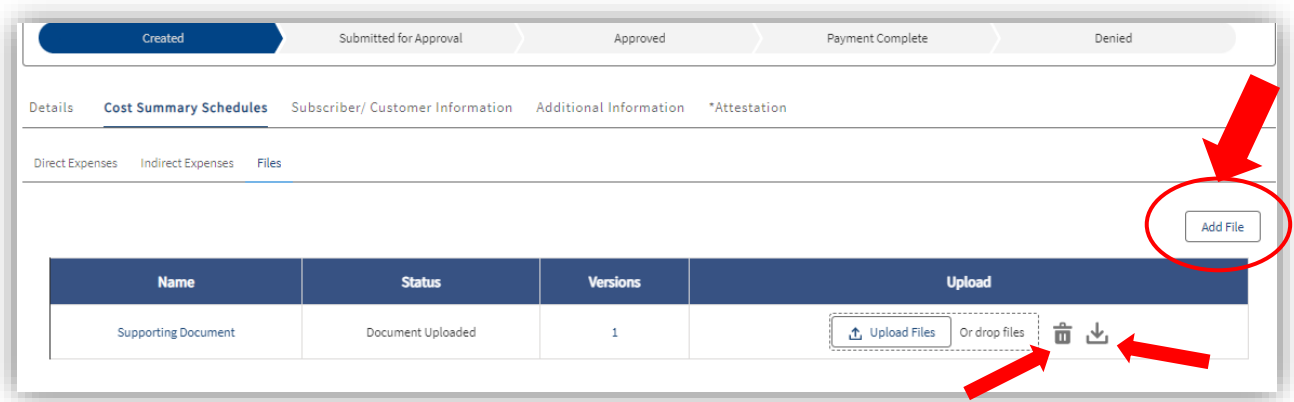 Created Submitted for Approval Approved Payment Complete Denied
Details Cost Summary Schedules Subscriber/ Customer Information Additional Information *Attestation
Direct Expenses Indirect Expenses Files
Add File
Name Status Versions Upload
Supporting Document Document Uploaded 1 Upload Files Or drop files